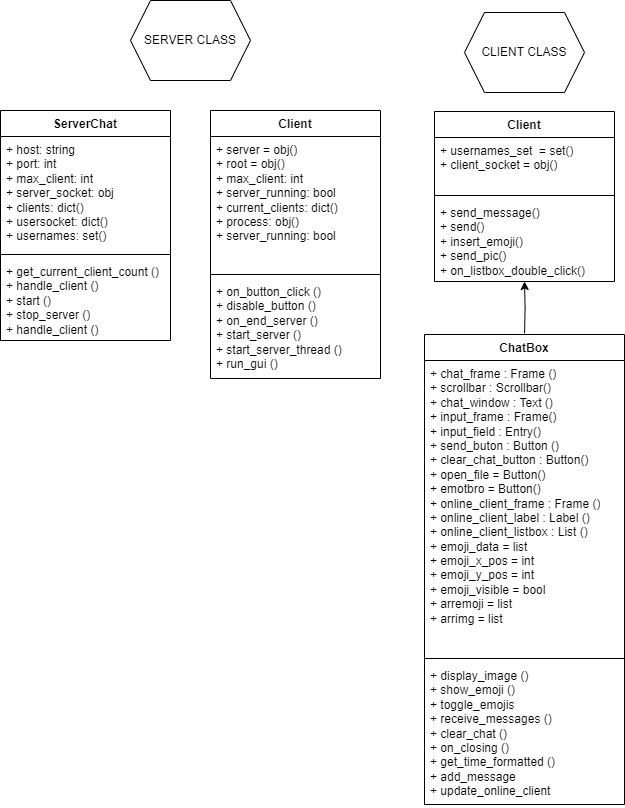 SERVER CLASS
CLIENT CLASS
ServerChat
+ host: string
+ port: int
+ max_client: int
+ server_socket: obj
+ clients: dict()
+ usersocket: dict()
+ usernames: set()
+ get_current_client_count ()
+ handle_client ()
+ start ()
+ stop_server ()
+ handle_client ()
Client
+ server = obj()
+ root = obj()
+ max_client: int
+ server_running: bool
+ current_clients: dict()
+ process: obj()
+ server_running: bool
+ on_button_click ()
+ disable_button ()
+ on_end_server ()
+ start_server ()
+ start_server_thread ()
+ run_gui ()
Client
+ usernames_set  = set()
+ client_socket = obj()
+ send_message()
+ send()
+ insert_emoji()
+ send_pic()
+ on_listbox_double_click()
ChatBox
+ chat_frame : Frame ()
+ scrollbar : Scrollbar()
+ chat_window : Text ()
+ input_frame : Frame()
+ input_field : Entry()
+ send_buton : Button ()
+ clear_chat_button : Button()
+ open_file = Button()
+ emotbro = Button()
+ online_client_frame : Frame ()
+ online_client_label : Label ()
+ online_client_listbox : List ()
+ emoji_data = list
+ emoji_x_pos = int
+ emoji_y_pos = int
+ emoji_visible = bool
+ arremoji = list
+ arrimg = list
+ display_image ()
+ show_emoji ()
+ toggle_emojis
+ receive_messages ()
+ clear_chat ()
+ on_closing ()
+ get_time_formatted ()
+ add_message
+ update_online_client